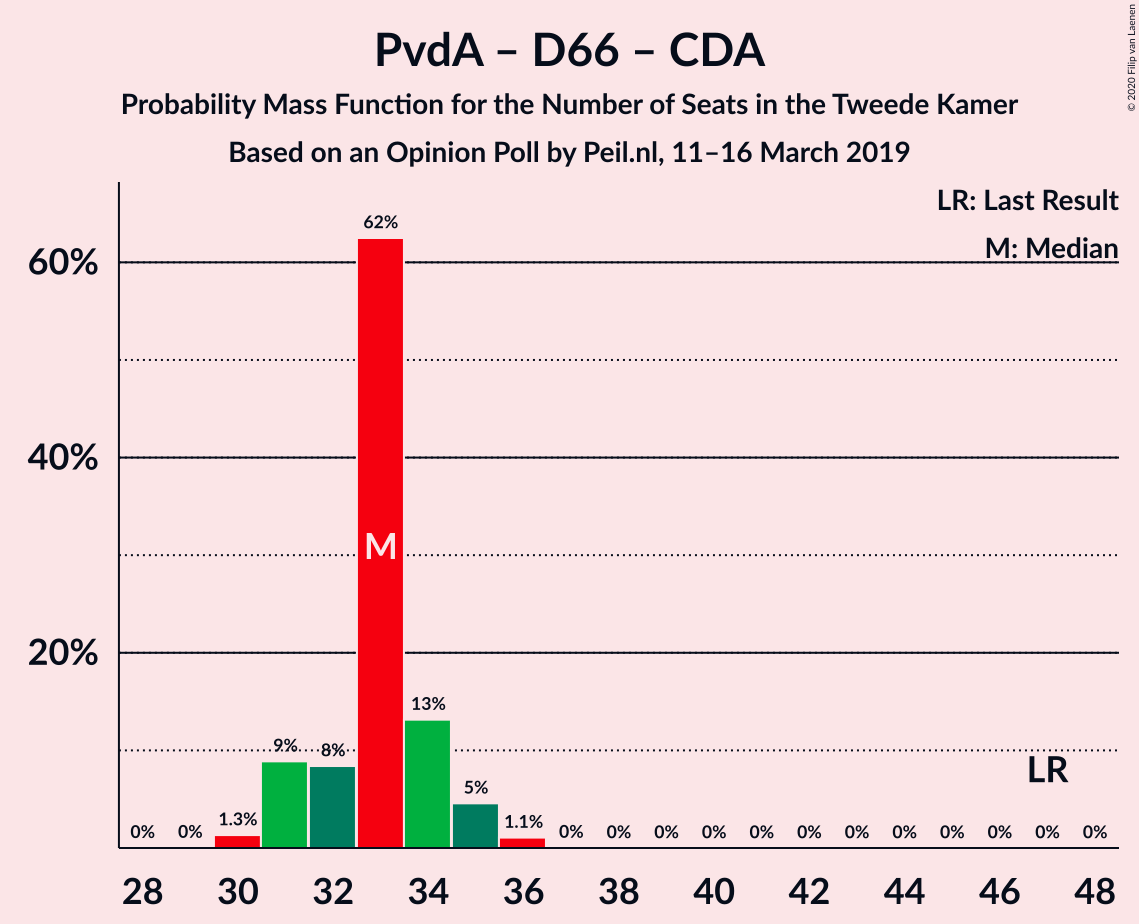 PvdA – D66 – CDA
Probability Mass Function for the Number of Seats in the Tweede Kamer
Based on an Opinion Poll by Peil.nl, 11–16 March 2019
© 2020 Filip van Laenen
LR: Last Result
M: Median
60%
40%
20%
0% 0% 1.3% 9% 8% 62% 13% 5% 1.1% 0% 0% 0% 0% 0% 0% 0% 0% 0% 0% 0% 0%
M
LR
28 30 32 34 36 38 40 42 44 46 48